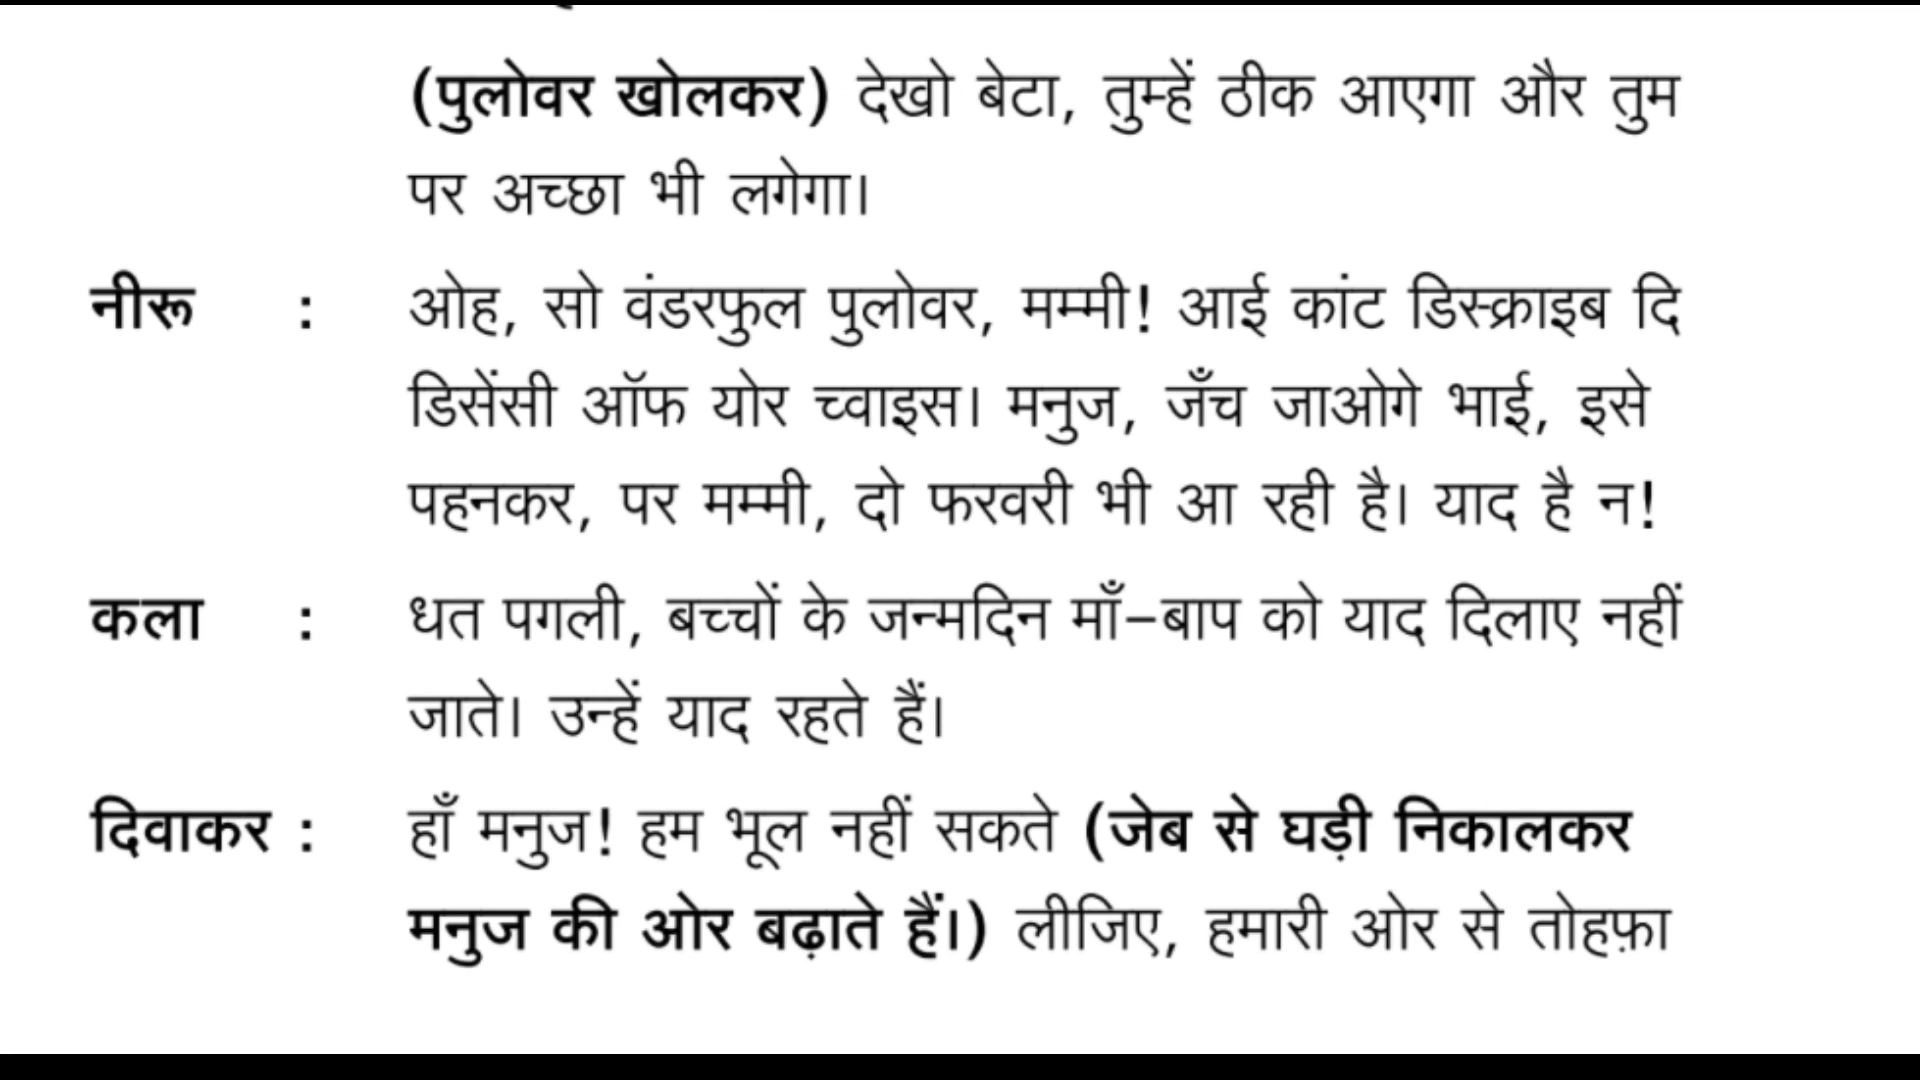 (पुलोवर खोलकर) देखो बेटा, तुम्हें ठीक आएगा और तुम
पर अच्छा भी लगेगा।
नीरू : ओह, सो वंडरफुल पुलोवर, मम्मी! आई कांट डिस्क्राइब दि
डिसेंसी ऑफ योर च्वाइस। मनुज, जँच जाओगे भाई, इसे
पहनकर, पर मम्मी, दो फरवरी भी आ रही है। याद है न!
कला : धत पगली, बच्चों के जन्मदिन माँ-बाप को याद दिलाए नहीं
जाते। उन्हें याद रहते हैं।
दिवाकर : हाँ मनुज! हम भूल नहीं सकते (जेब से घड़ी निकालकर
मनुज की ओर बढ़ाते हैं।) लीजिए, हमारी ओर से तोहफ़ा